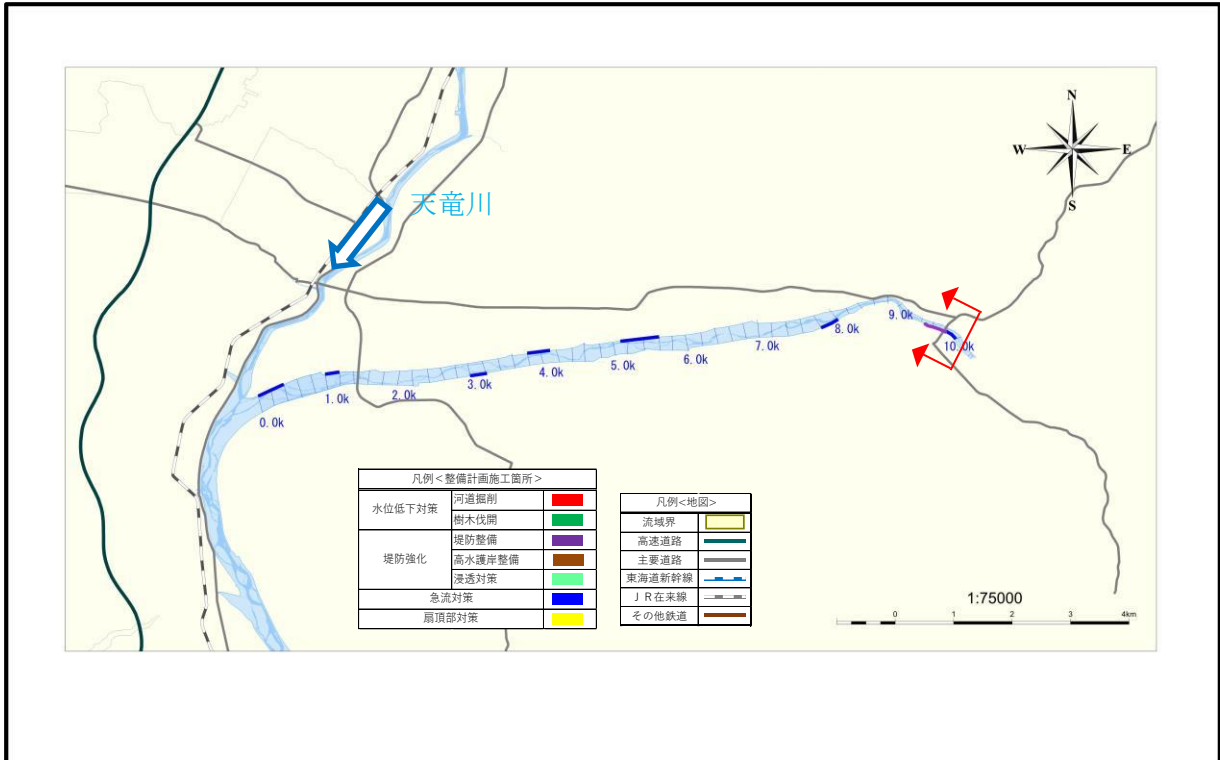 N
W
E
S
天竜川
0.0k
1.0k
2.0k
3.0k
4.0k
5.0k
6.0k
7.0k
8.0k
9.0k
10.0k
凡例<整備計画施工箇所>
水位低下対策
河道掘削
樹木伐開
堤防強化
堤防整備
高水護岸整備
浸透対策
急流対策
扇頂部対策
凡例<地図>
流域界
高速道路
主要道路
東海道新幹線
JR在来線
その他鉄道
1:75000
0 1 2 3 4km